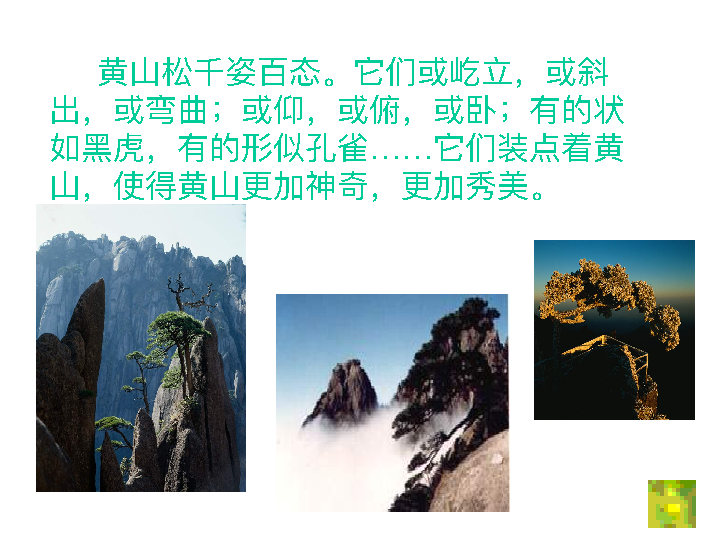 黄山松千姿百态。它们或屹立，或斜
出，或弯曲；或仰，或俯，或卧；有的状
如黑虎，有的形似孔雀……它们装点着黄
山，使得黄山更加神奇，更加秀美。